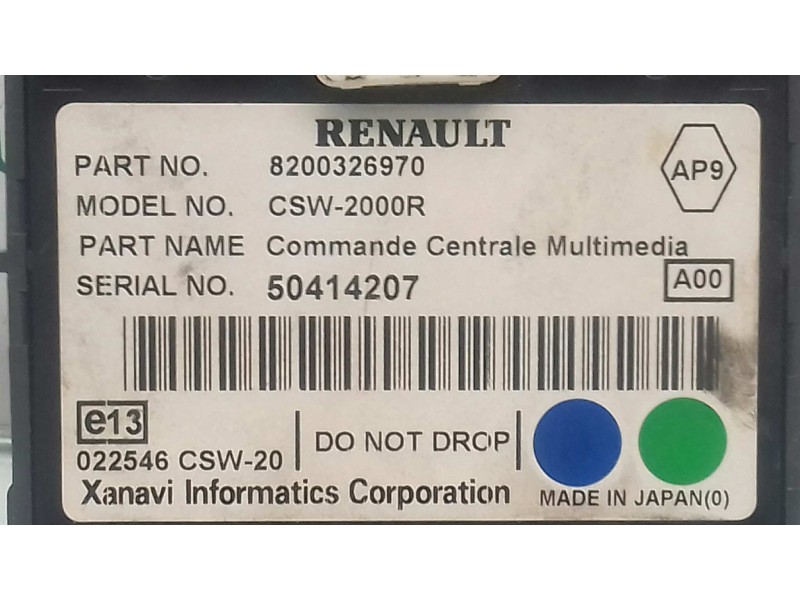 RENAULT
PART NO. 8200326970
AP9
MODEL NO. CSW-2000R
PART NAME Commande Centrale Multimedia
SERIAL NO. 50414207
A00
e13
022546 CSW-20
DO NOT DROP
Xanavi Informatics Corporation
MADE IN JAPAN(0)